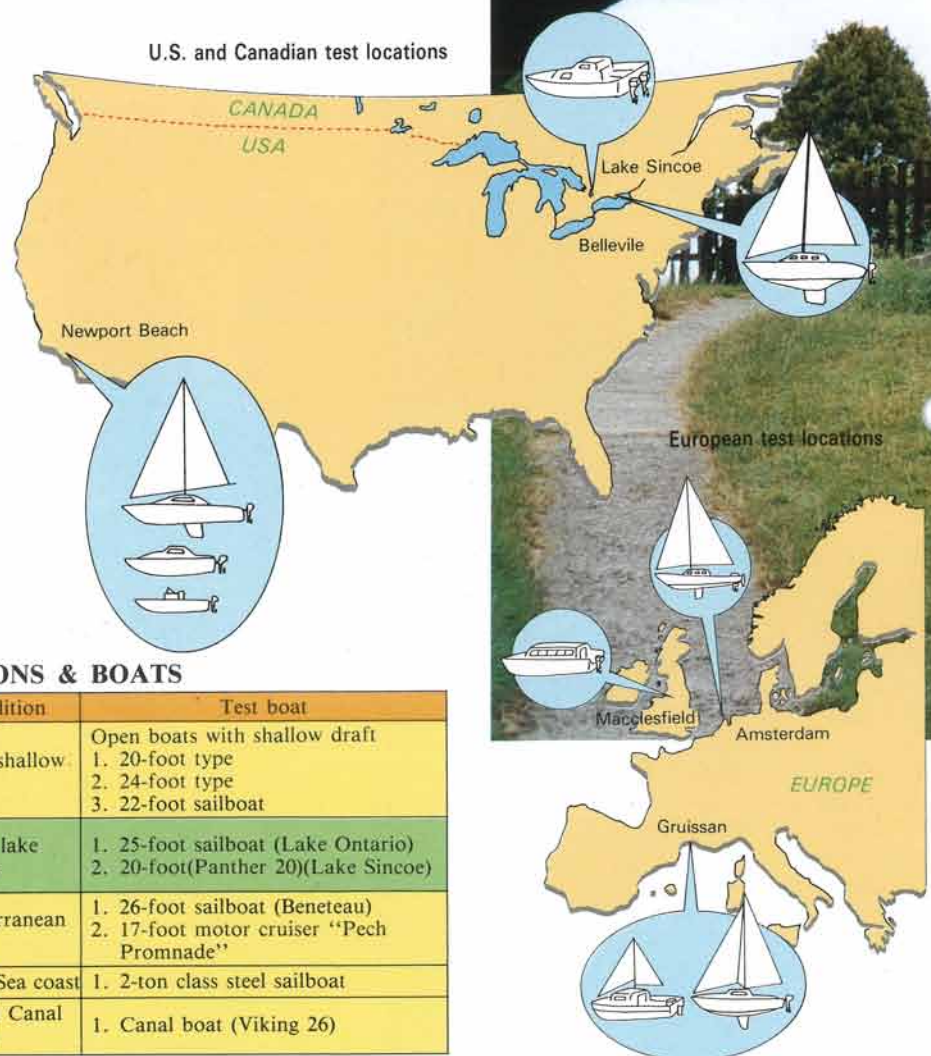 U.S. and Canadian test locations
CANADA
USA
Lake Sincoe
Bellevile
Newport Beach
European test locations
Macclesfield
Amsterdam
EUROPE
Gruissan
ONS & BOATS
dition
Test boat
shallow
Open boats with shallow draft
1. 20-foot type
2. 24-foot type
3. 22-foot sailboat
lake
1. 25-foot sailboat (Lake Ontario)
2. 20-foot(Panther 20)(Lake Sincoe)
rranean
1. 26-foot sailboat (Beneteau)
2. 17-foot motor cruiser “Pech
Promnade”
Sea coast
1. 2-ton class steel sailboat
Canal
1. Canal boat (Viking 26)